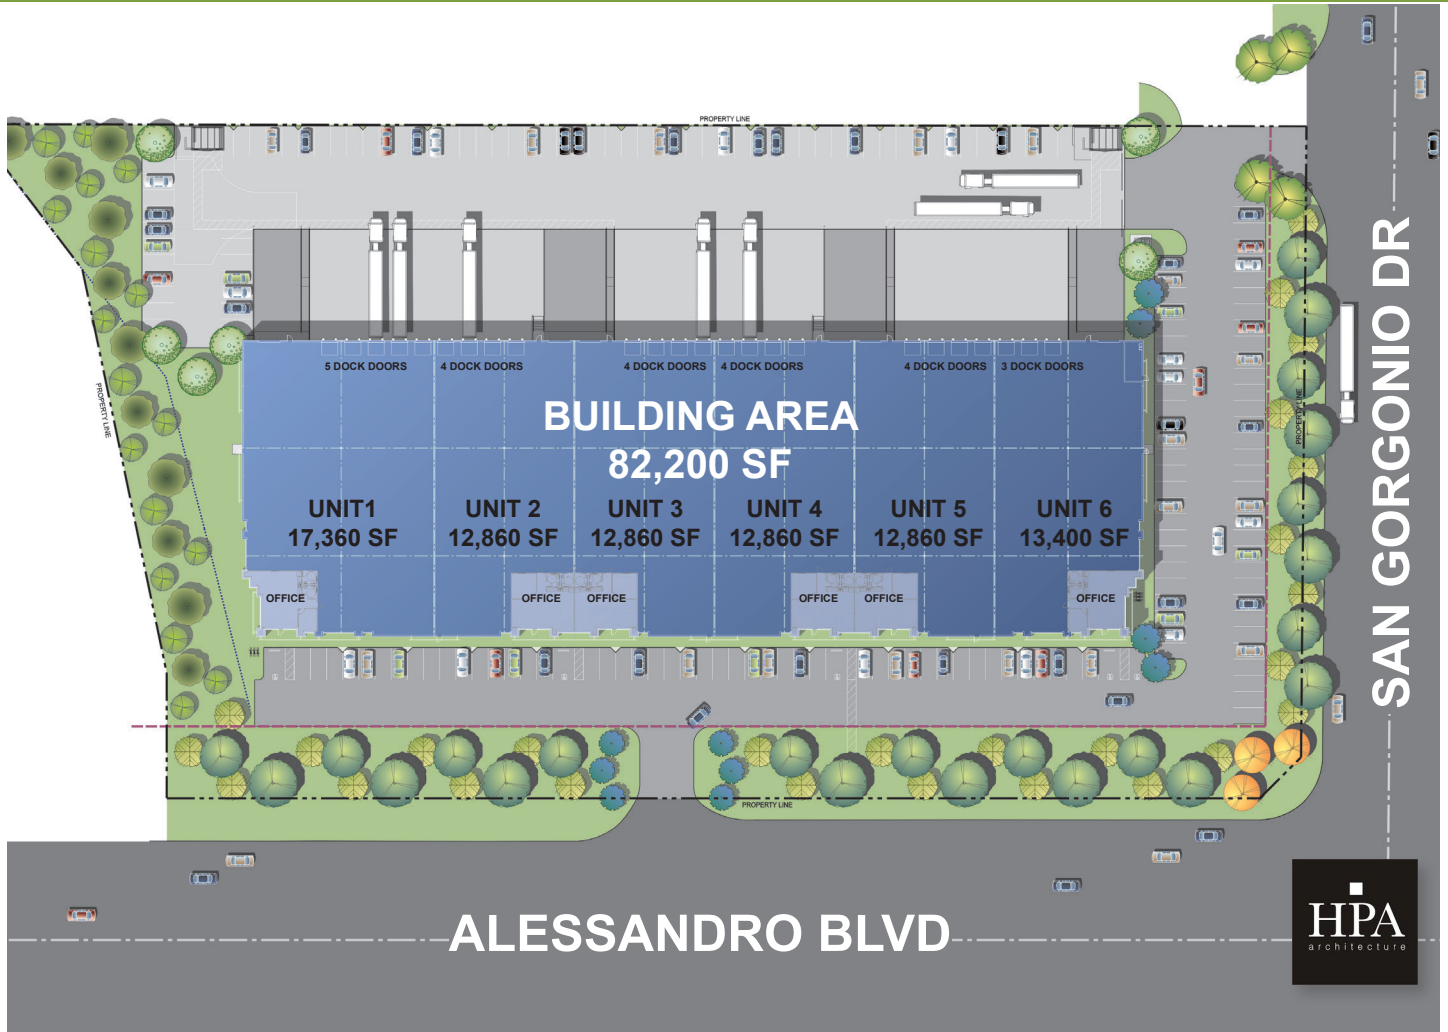 PROPERTY LINE
5 DOCK DOORS
4 DOCK DOORS
4 DOCK DOORS
4 DOCK DOORS
4 DOCK DOORS
3 DOCK DOORS
BUILDING AREA
82,200 SF
UNIT1
17,360 SF
UNIT 2
12,860 SF
UNIT 3
12,860 SF
UNIT 4
12,860 SF
UNIT 5
12,860 SF
UNIT 6
13,400 SF
OFFICE
OFFICE
OFFICE
OFFICE
OFFICE
OFFICE
PROPERTY LINE
PROPERTY LINE
PROPERTY LINE
SAN GORGONIO DR
ALESSANDRO BLVD
HPA
architecture